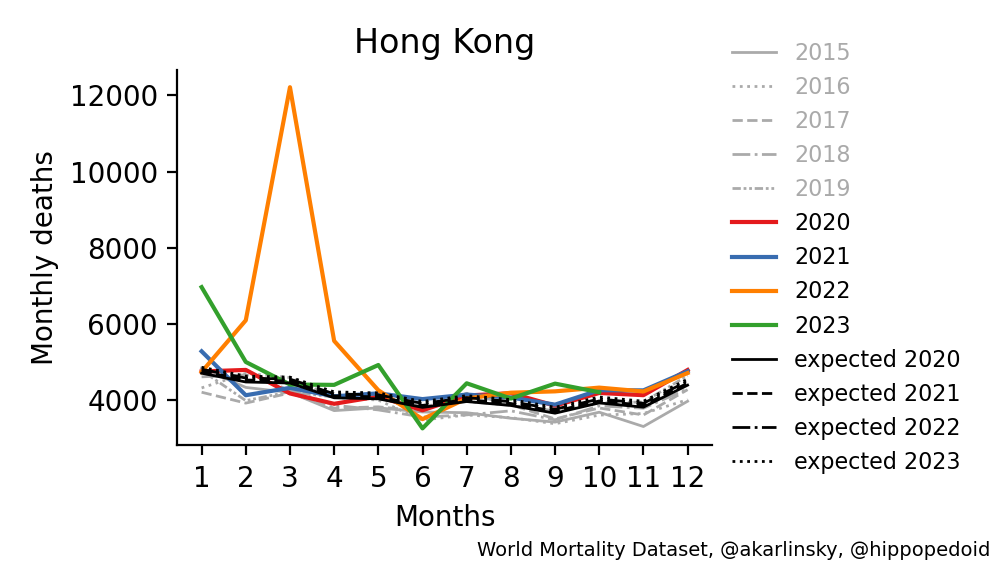 Hong Kong
Monthly deaths
12000
10000
8000
6000
4000
1 2 3 4 5 6 7 8 9 10 11 12
Months
2015
2016
2017
2018
2019
2020
2021
2022
2023
expected 2020
expected 2021
expected 2022
expected 2023
World Mortality Dataset, @akarlinsky, @hippopedoid